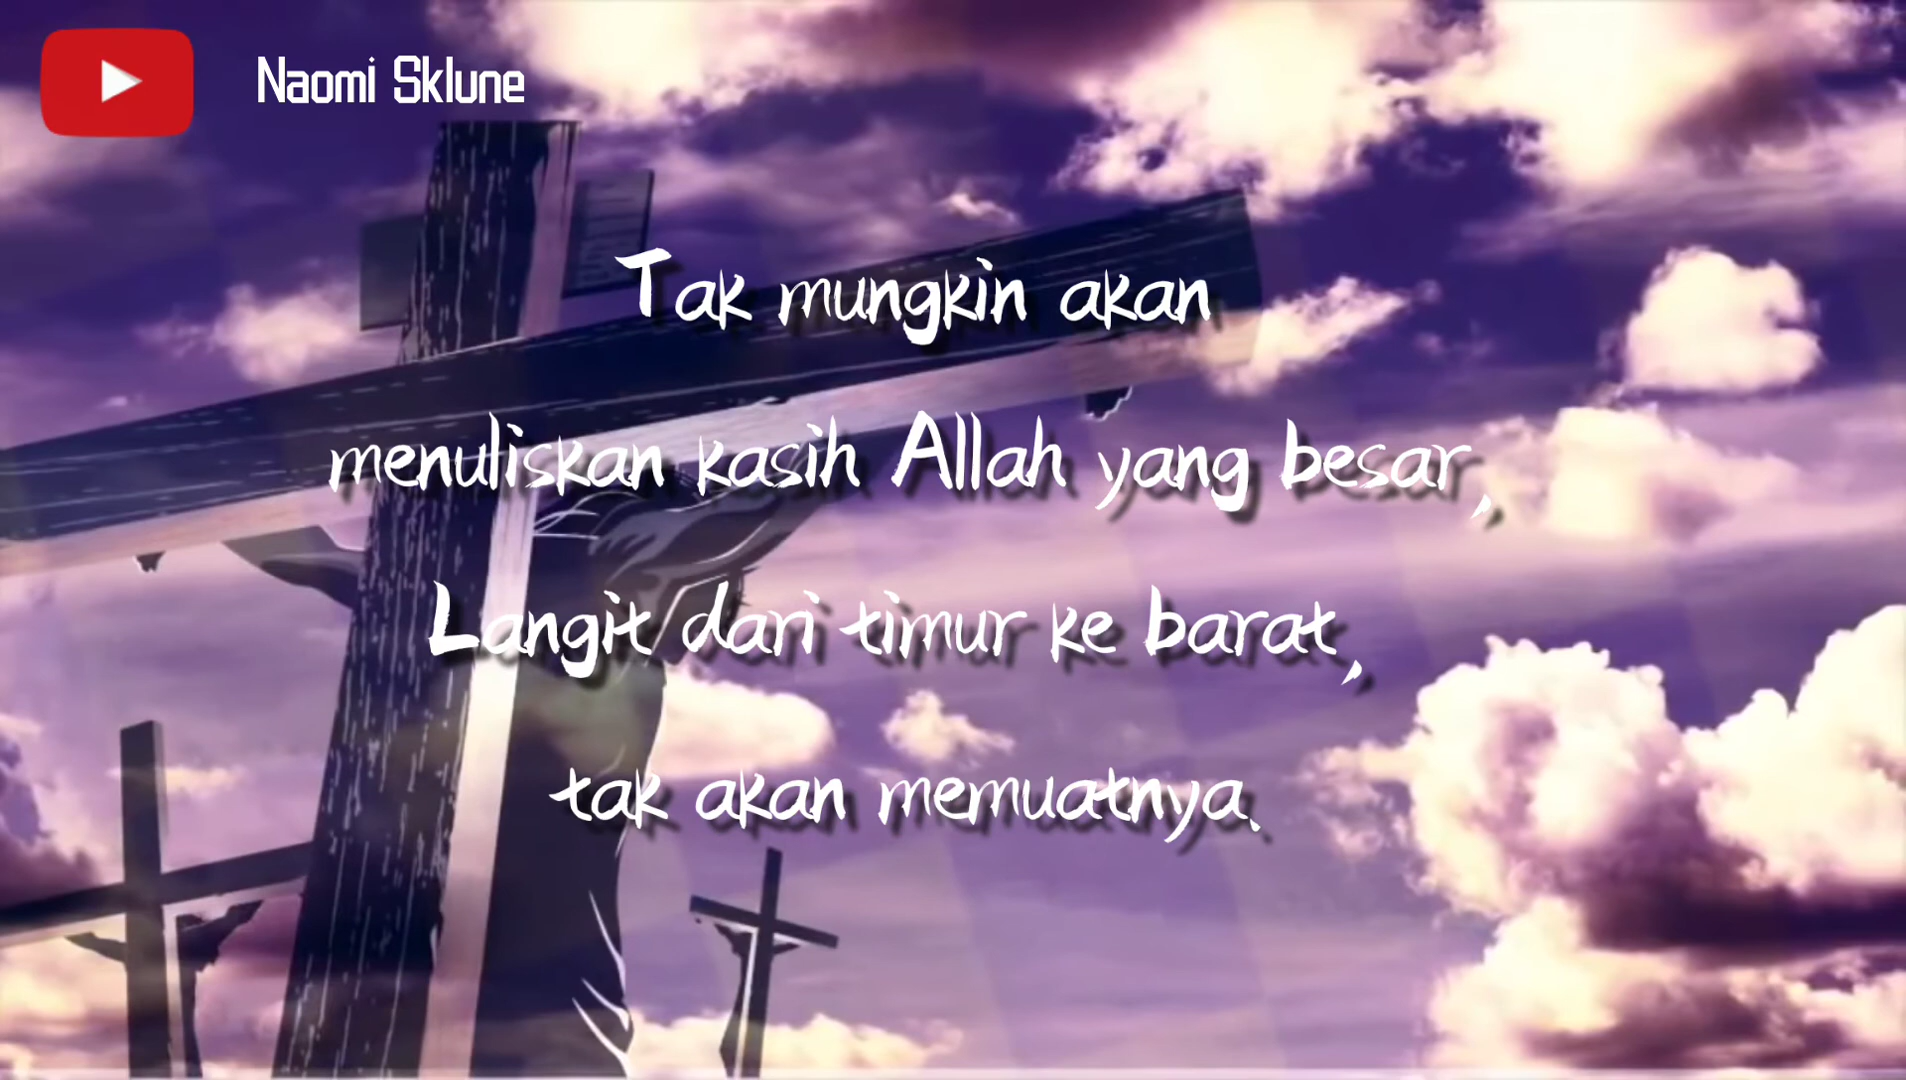 Naomi Sklune
Tak mungkin akan
menuliskan kasih Allah yang besar,
Langit dari timur ke barat,
tak akan memuatnya.